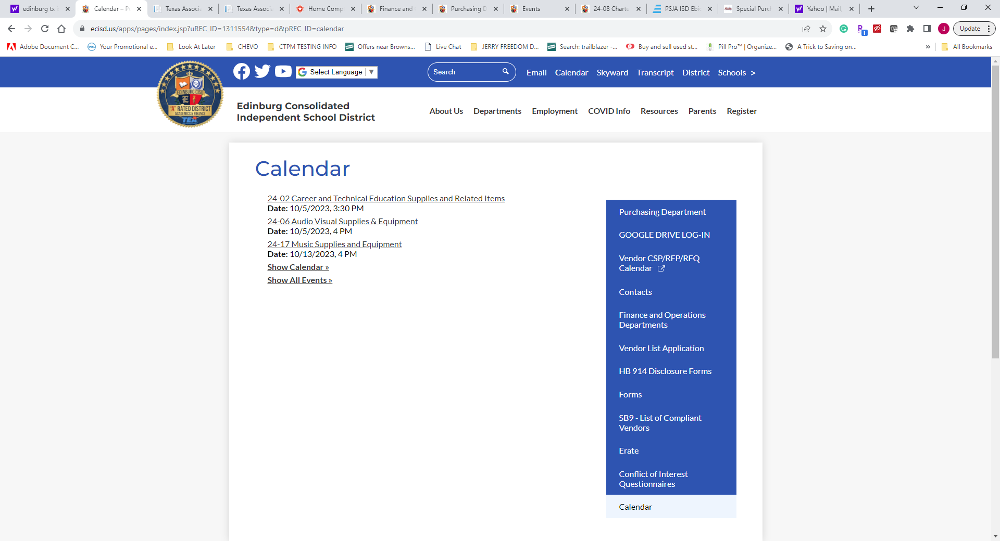 edinburg tx i
Calendar – P
Texas Associa
Texas Associa
Home Comp
Finance and
Purchasing D
Events
24-08 Charte
PSJA ISD Ebi
Special Purc
Yahoo | Mail
ecisd.us/apps/pages/index.jsp?uREC_ID=1311554&type=d&pREC_ID=calendar
1
J
Update
Adobe Document C...
Your Promotional e...
Look At Later
CHEVO
CTPM TESTING INFO
Offers near Browns...
Live Chat
JERRY FREEDOM D...
Search: trailblazer -...
Buy and sell used st...
Pill Pro™ | Organize...
A Trick to Saving on...
»
All Bookmarks
EDINBURG CISD
E
"A" RATED DISTRICT
ACADEMICS & FINANCE
TEA
Select Language ▼
Search
Email
Calendar
Skyward
Transcript
District
Schools >
Edinburg Consolidated
Independent School District
About Us
Departments
Employment
COVID Info
Resources
Parents
Register
Calendar
24-02 Career and Technical Education Supplies and Related Items
Date: 10/5/2023, 3:30 PM
24-06 Audio Visual Supplies & Equipment
Date: 10/5/2023, 4 PM
24-17 Music Supplies and Equipment
Date: 10/13/2023, 4 PM
Show Calendar »
Show All Events »
Purchasing Department
GOOGLE DRIVE LOG-IN
Vendor CSP/RFP/RFQ
Calendar
Contacts
Finance and Operations
Departments
Vendor List Application
HB 914 Disclosure Forms
Forms
SB9 - List of Compliant
Vendors
Erate
Conflict of Interest
Questionnaires
Calendar